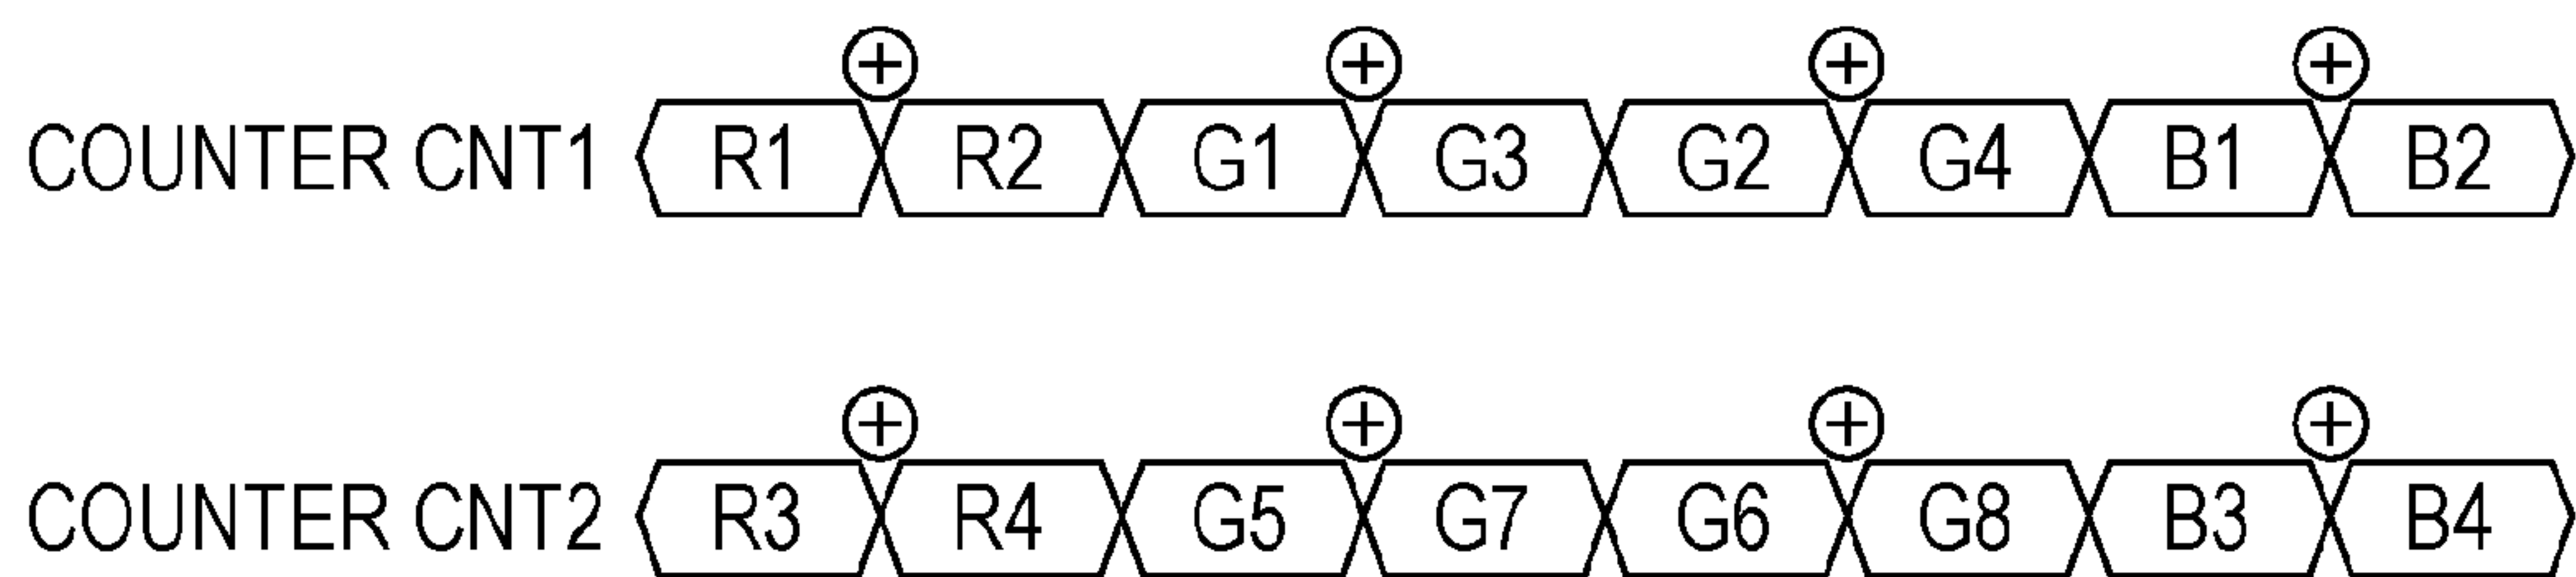 + + + +
COUNTER CNT1 R1 R2 G1 G3 G2 G4 B1 B2
+ + + +
COUNTER CNT2 R3 R4 G5 G7 G6 G8 B3 B4